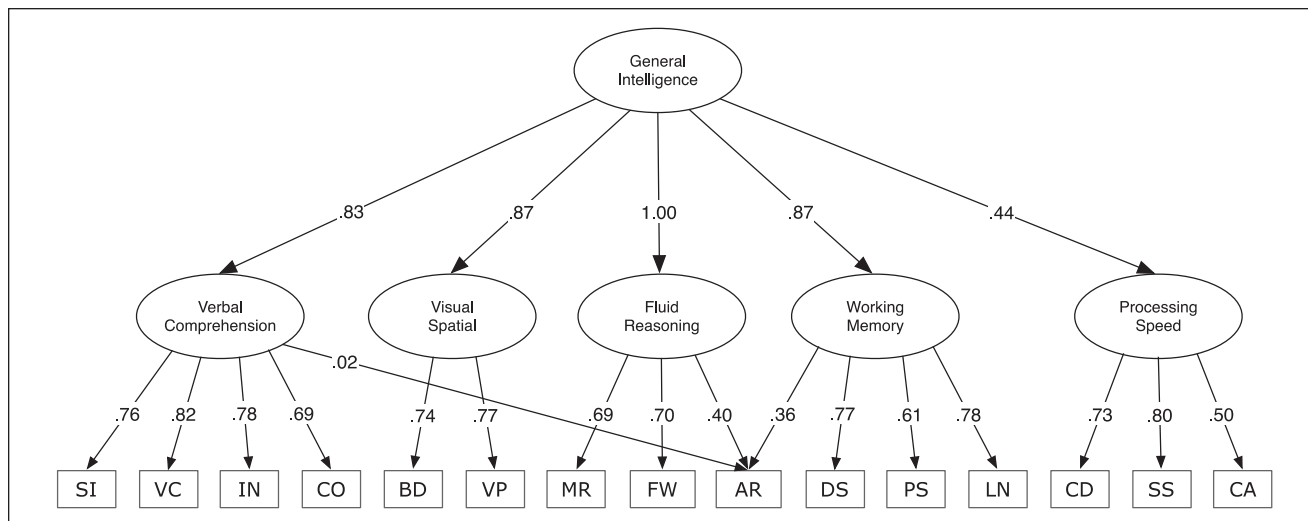 General
Intelligence
.83 .87 1.00 .87 .44
Verbal
Comprehension
Visual
Spatial
Fluid
Reasoning
Working
Memory
Processing
Speed
.02
.76 .82 .78 .69 .74 .77 .69 .70 .40 .36 .77 .61 .78 .73 .80 .50
SI VC IN CO BD VP MR FW AR DS PS LN CD SS CA